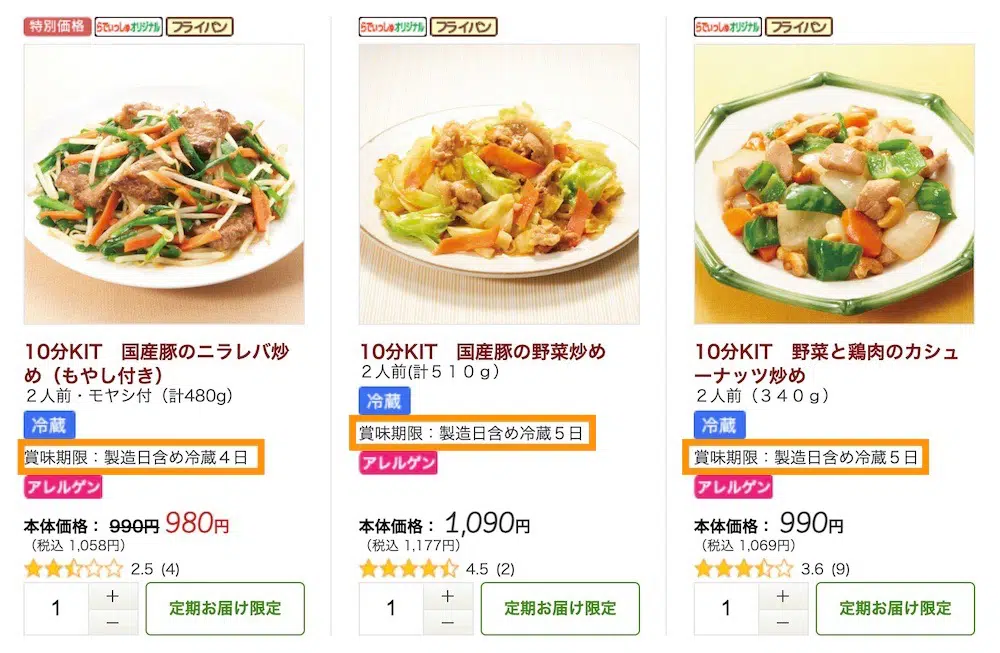 特別価格 らでぃっしゅオリジナル フライパン
10分KIT　国産豚のニラレバ炒
め（もやし付き）
２人前・モヤシ付（計480g）
冷蔵
賞味期限：製造日含め冷蔵４日
アレルゲン
本体価格： 990円 980円
（税込 1,058円）
2.5 (4)
1 + −
定期お届け限定
らでぃっしゅオリジナル フライパン
10分KIT　国産豚の野菜炒め
２人前(計５１０ｇ）
冷蔵
賞味期限：製造日含め冷蔵５日
アレルゲン
本体価格： 1,090円
（税込 1,177円）
4.5 (2)
1 + −
定期お届け限定
らでぃっしゅオリジナル フライパン
10分KIT　野菜と鶏肉のカシュ
ーナッツ炒め
２人前（３４０ｇ）
冷蔵
賞味期限：製造日含め冷蔵５日
アレルゲン
本体価格： 990円
（税込 1,069円）
3.6 (9)
1 + −
定期お届け限定